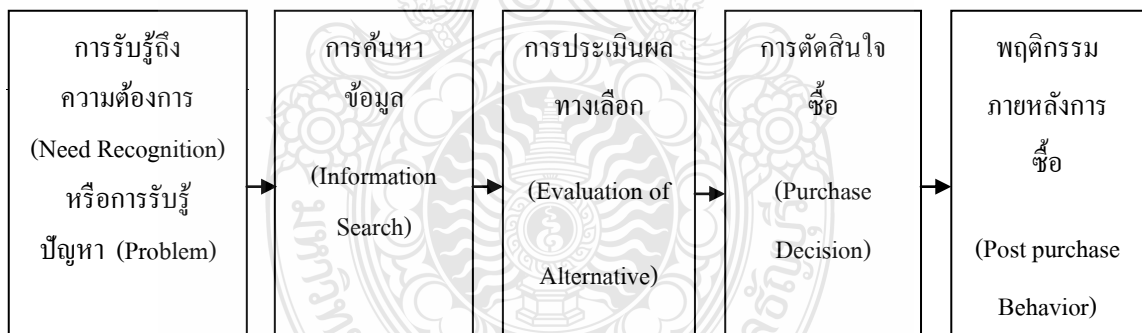 การรับรู้ถึง
ความต้องการ
(Need Recognition)
หรือการรับรู้
ปัญหา (Problem)
การค้นหา
ข้อมูล
(Information
Search)
การประเมินผล
ทางเลือก
(Evaluation of
Alternative)
การตัดสินใจ
ซื้อ
(Purchase
Decision)
พฤติกรรม
ภายหลังการ
ซื้อ
(Post purchase
Behavior)